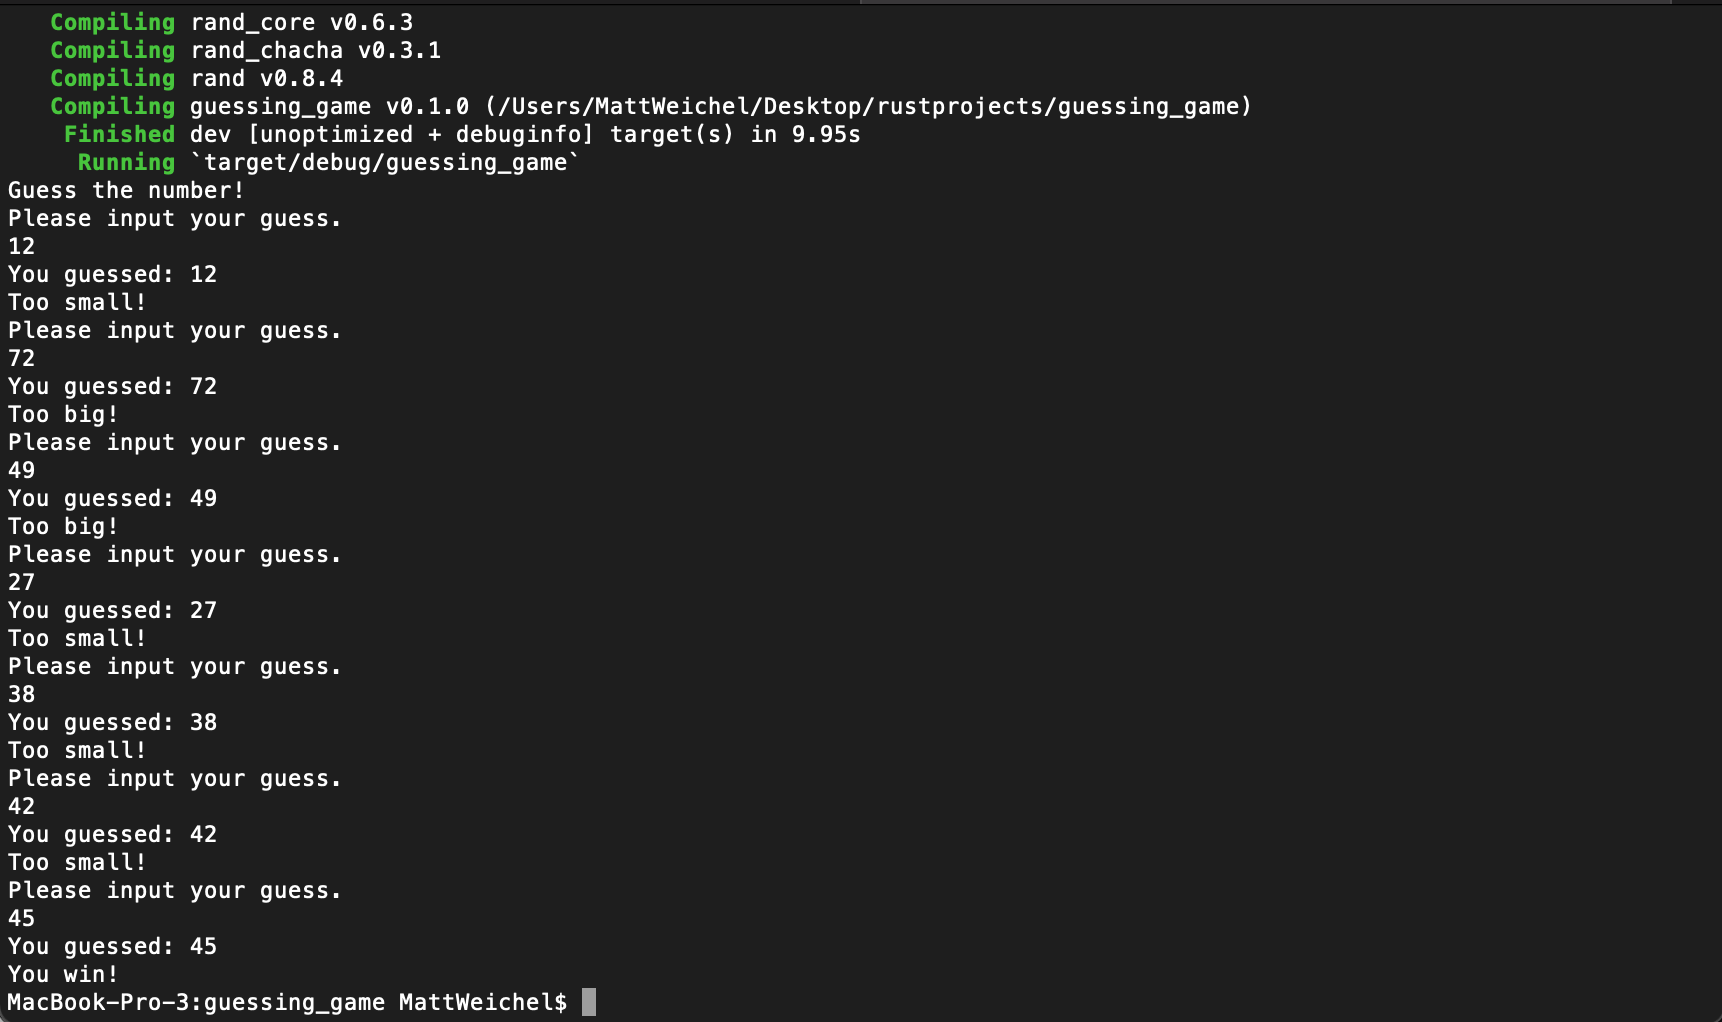 Compiling rand_core v0.6.3
Compiling rand_chacha v0.3.1
Compiling rand v0.8.4
Compiling guessing_game v0.1.0 (/Users/MattWeichel/Desktop/rustprojects/guessing_game)
Finished dev [unoptimized + debuginfo] target(s) in 9.95s
Running `target/debug/guessing_game`
Guess the number!
Please input your guess.
12
You guessed: 12
Too small!
Please input your guess.
72
You guessed: 72
Too big!
Please input your guess.
49
You guessed: 49
Too big!
Please input your guess.
27
You guessed: 27
Too small!
Please input your guess.
38
You guessed: 38
Too small!
Please input your guess.
42
You guessed: 42
Too small!
Please input your guess.
45
You guessed: 45
You win!
MacBook-Pro-3:guessing_game MattWeichel$